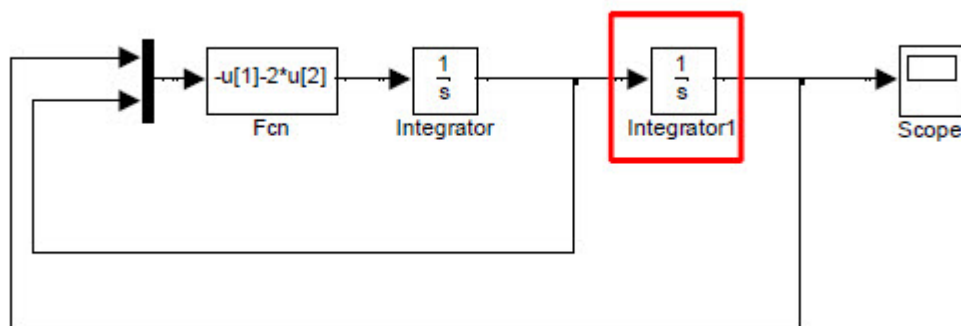 -u[1]-2*u[2]
Fcn
1
s
Integrator
1
s
Integrator1
Scope